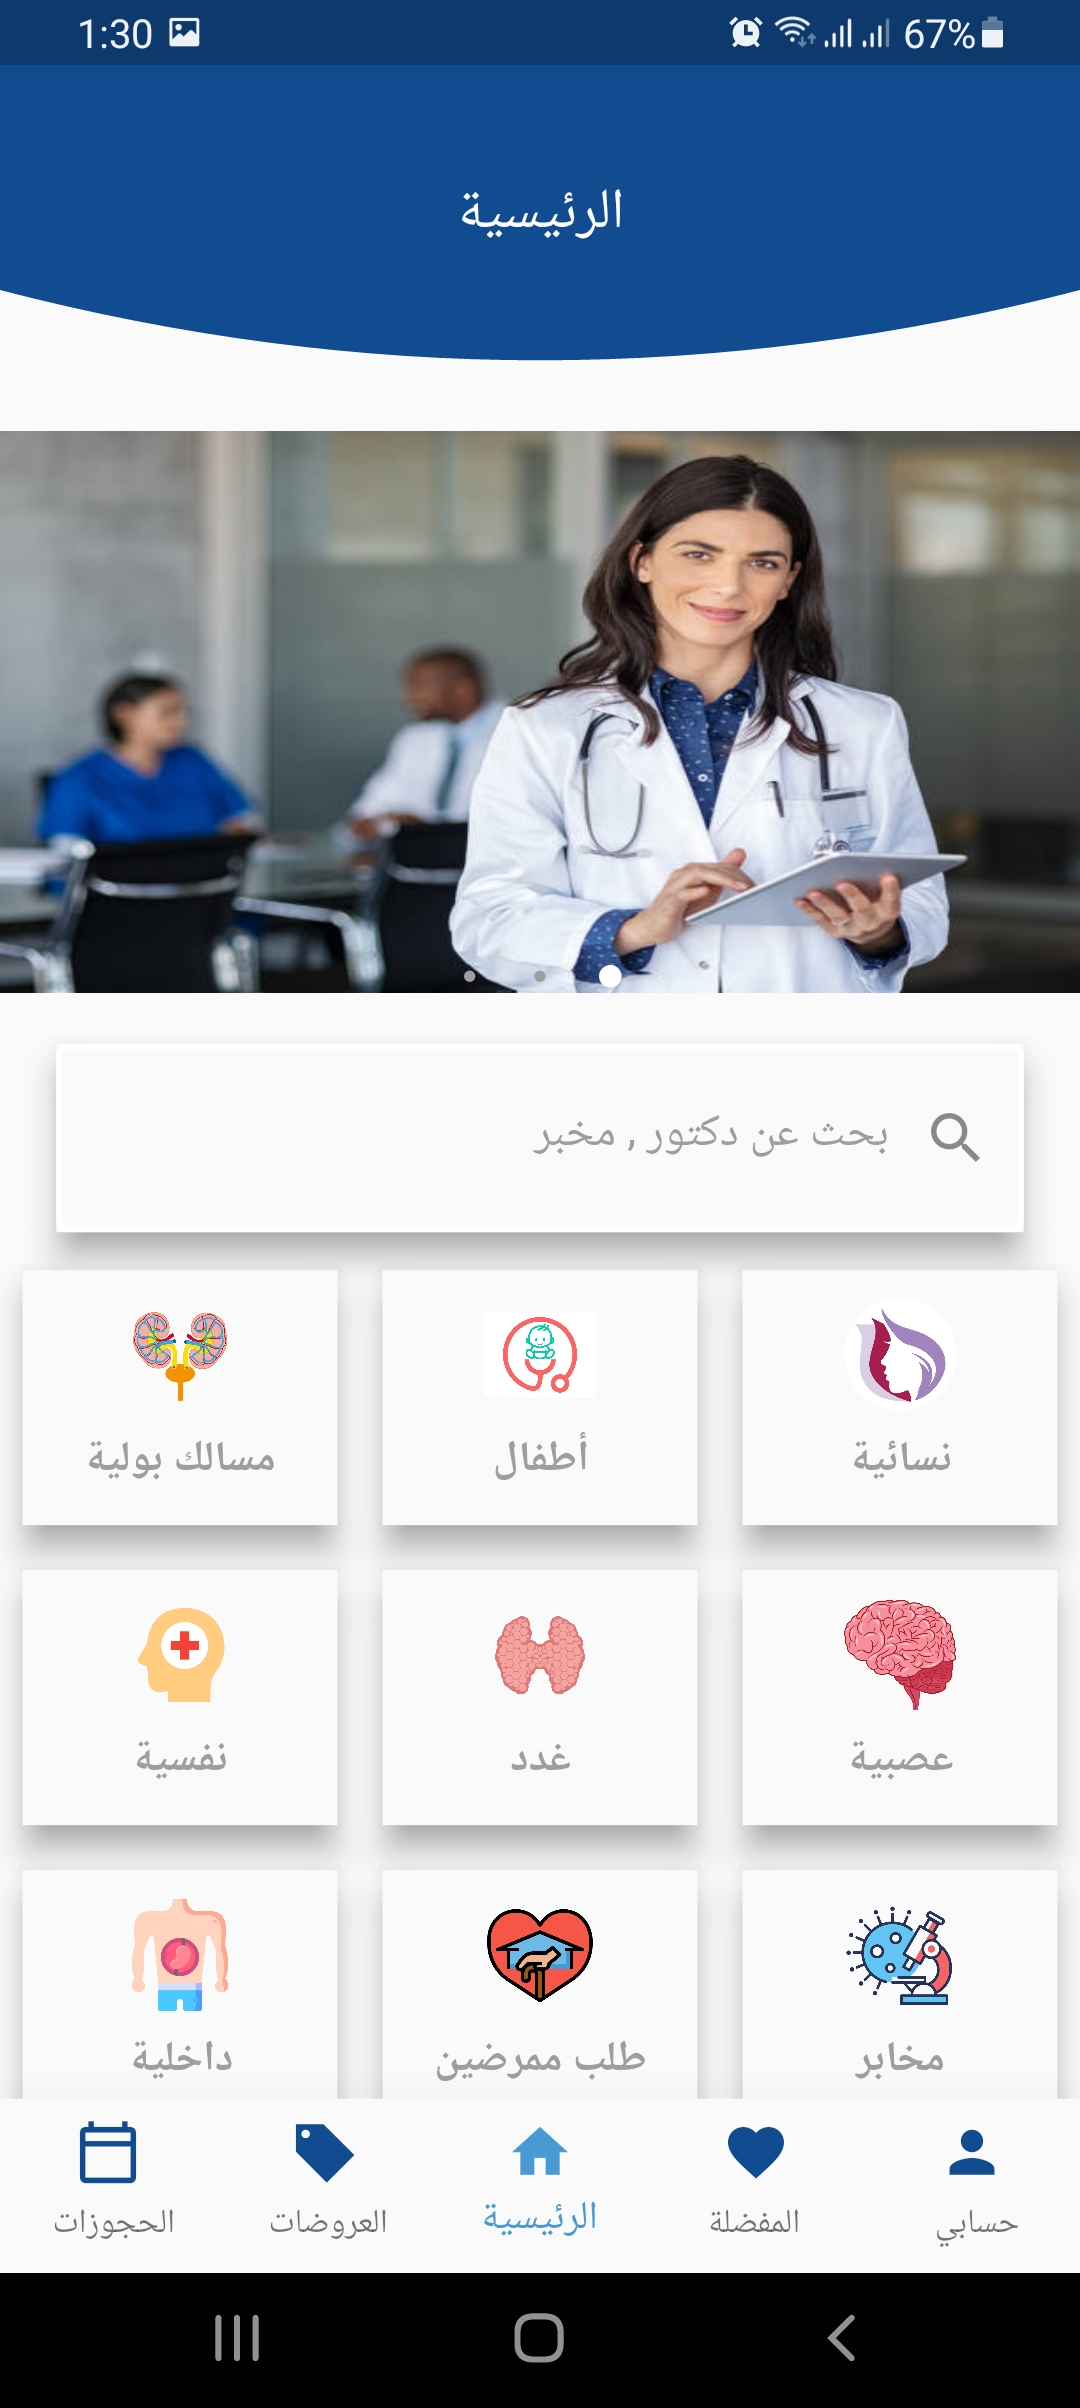 1:30 67%
الرئيسية
بحث عن دكتور , مخبر
نسائية
أطفال
مسالك بولية
عصبية
غدد
نفسية
مخابر
طلب ممرضين
داخلية
حسابي
المفضلة
الرئيسية
العروضات
الحجوزات